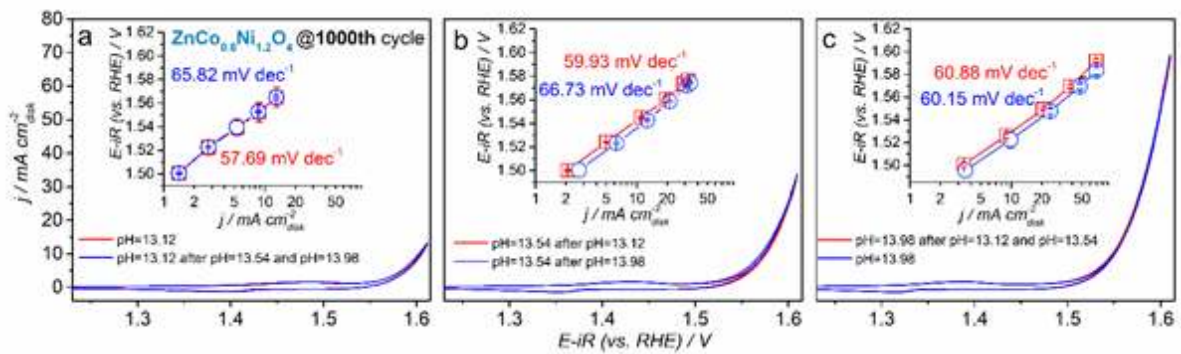 80
70
60
50
40
30
20
10
0
j / mA cm⁻²disk
a
ZnCo0.8Ni1.2O4 @1000th cycle
E-iR (vs. RHE) / V
1.62
1.60
1.58
1.56
1.54
1.52
1.50
65.82 mV dec⁻¹
57.69 mV dec⁻¹
1 2 5 10 20 50
j / mA cm⁻²disk
pH=13.12
pH=13.12 after pH=13.54 and pH=13.98
1.3 1.4 1.5 1.6
b
E-iR (vs. RHE) / V
1.62
1.60
1.58
1.56
1.54
1.52
1.50
59.93 mV dec⁻¹
66.73 mV dec⁻¹
1 2 5 10 20 50
j / mA cm⁻²disk
pH=13.54 after pH=13.12
pH=13.54 after pH=13.98
1.3 1.4 1.5 1.6
E-iR (vs. RHE) / V
c
E-iR (vs. RHE) / V
1.62
1.60
1.58
1.56
1.54
1.52
1.50
60.88 mV dec⁻¹
60.15 mV dec⁻¹
1 2 5 10 20 50
j / mA cm⁻²disk
pH=13.98 after pH=13.12 and pH=13.54
pH=13.98
1.3 1.4 1.5 1.6